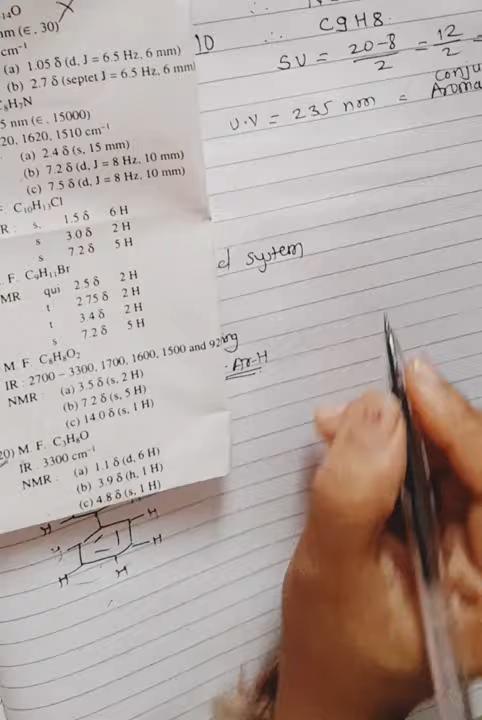 14O
nm (ϵ, 30)
cm⁻¹
(a) 1.05 δ (d, J = 6.5 Hz, 6 mm)
(b) 2.7 δ (septet J = 6.5 Hz, 6 mm
C₈H₇N
5 nm (ϵ, 15000)
20, 1620, 1510 cm⁻¹
(a) 2.4 δ (s, 15 mm)
(b) 7.2 δ (d, J = 8 Hz, 10 mm)
(c) 7.5 δ (d, J = 8 Hz, 10 mm)
F. C₁₀H₁₃Cl
R : s, 1.5 δ 6 H
s 3.0 δ 2 H
s 7.2 δ 5 H
. F. C₉H₁₁Br
MR qui 2.5 δ 2 H
t 2.75 δ 2 H
t 3.4 δ 2 H
s 7.2 δ 5 H
M. F. C₈H₈O₂
IR : 2700 - 3300, 1700, 1600, 1500 and 920
NMR : (a) 3.5 δ (s, 2 H)
(b) 7.2 δ (s, 5 H)
(c) 14.0 δ (s, 1 H)
20) M. F. C₃H₈O
IR 3300 cm⁻¹
NMR : (a) 1.1 δ (d, 6 H)
(b) 3.9 δ (h, 1 H)
(c) 4.8 δ (s, 1 H)
10 ∴ C9H8.
SU = 20-8/2 = 12/2 =
U.V = 235 nm = conju
Aroma
d system
Ar-H
H H
H H
H H